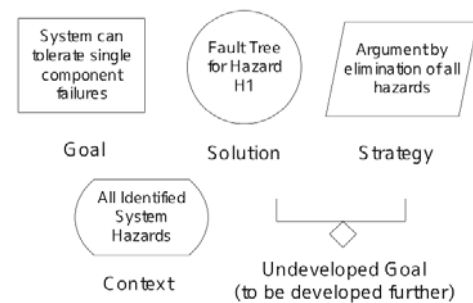 System can
tolerate single
component
failures
Goal
Fault Tree
for Hazard
H1
Solution
Argument by
elimination of all
hazards
Strategy
All Identified
System
Hazards
Context
Undeveloped Goal
(to be developed further)